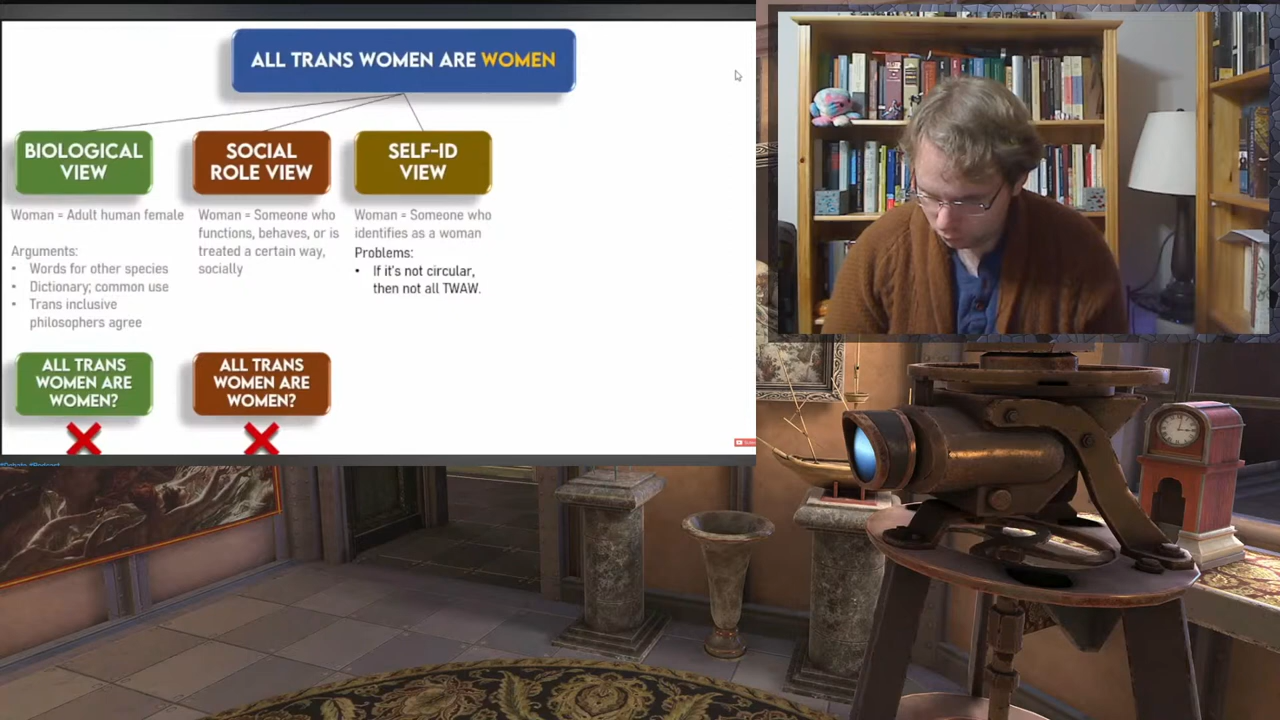 ALL TRANS WOMEN ARE WOMEN
BIOLOGICAL
VIEW
Woman = Adult human female
Arguments:
• Words for other species
• Dictionary; common use
• Trans inclusive
philosophers agree
ALL TRANS
WOMEN ARE
WOMEN?
SOCIAL
ROLE VIEW
Woman = Someone who
functions, behaves, or is
treated a certain way,
socially
ALL TRANS
WOMEN ARE
WOMEN?
SELF-ID
VIEW
Woman = Someone who
identifies as a woman
Problems:
• If it's not circular,
then not all TWAW.